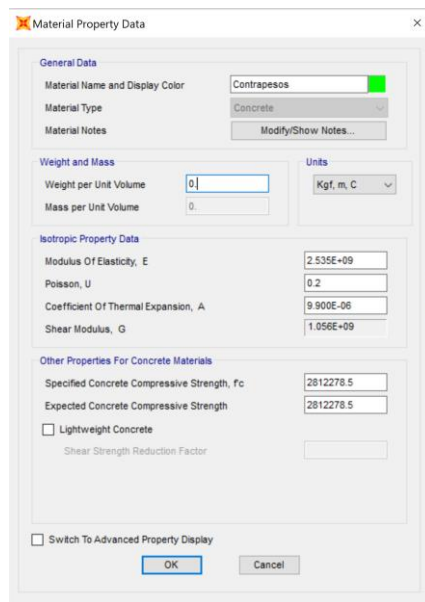 Material Property Data
General Data
Material Name and Display Color Contrapesos
Material Type Concrete
Material Notes Modify/Show Notes...
Weight and Mass Units
Weight per Unit Volume 0. Kgf, m, C
Mass per Unit Volume 0.
Isotropic Property Data
Modulus Of Elasticity, E 2.535E+09
Poisson, U 0.2
Coefficient Of Thermal Expansion, A 9.900E-06
Shear Modulus, G 1.056E+09
Other Properties For Concrete Materials
Specified Concrete Compressive Strength, f'c 2812278.5
Expected Concrete Compressive Strength 2812278.5
Lightweight Concrete
Shear Strength Reduction Factor
Switch To Advanced Property Display
OK Cancel